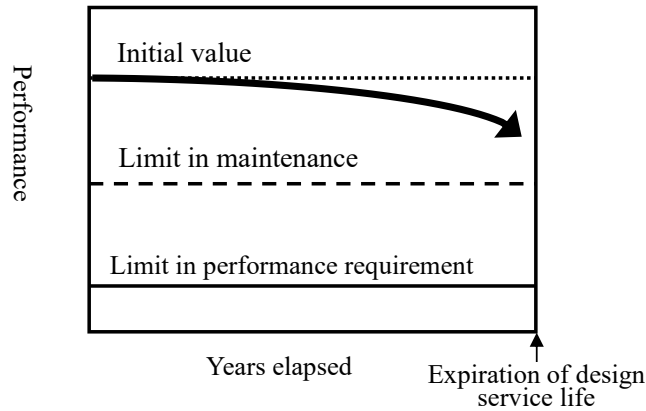 Initial value
Performance
Limit in maintenance
Limit in performance requirement
Years elapsed
Expiration of design
service life